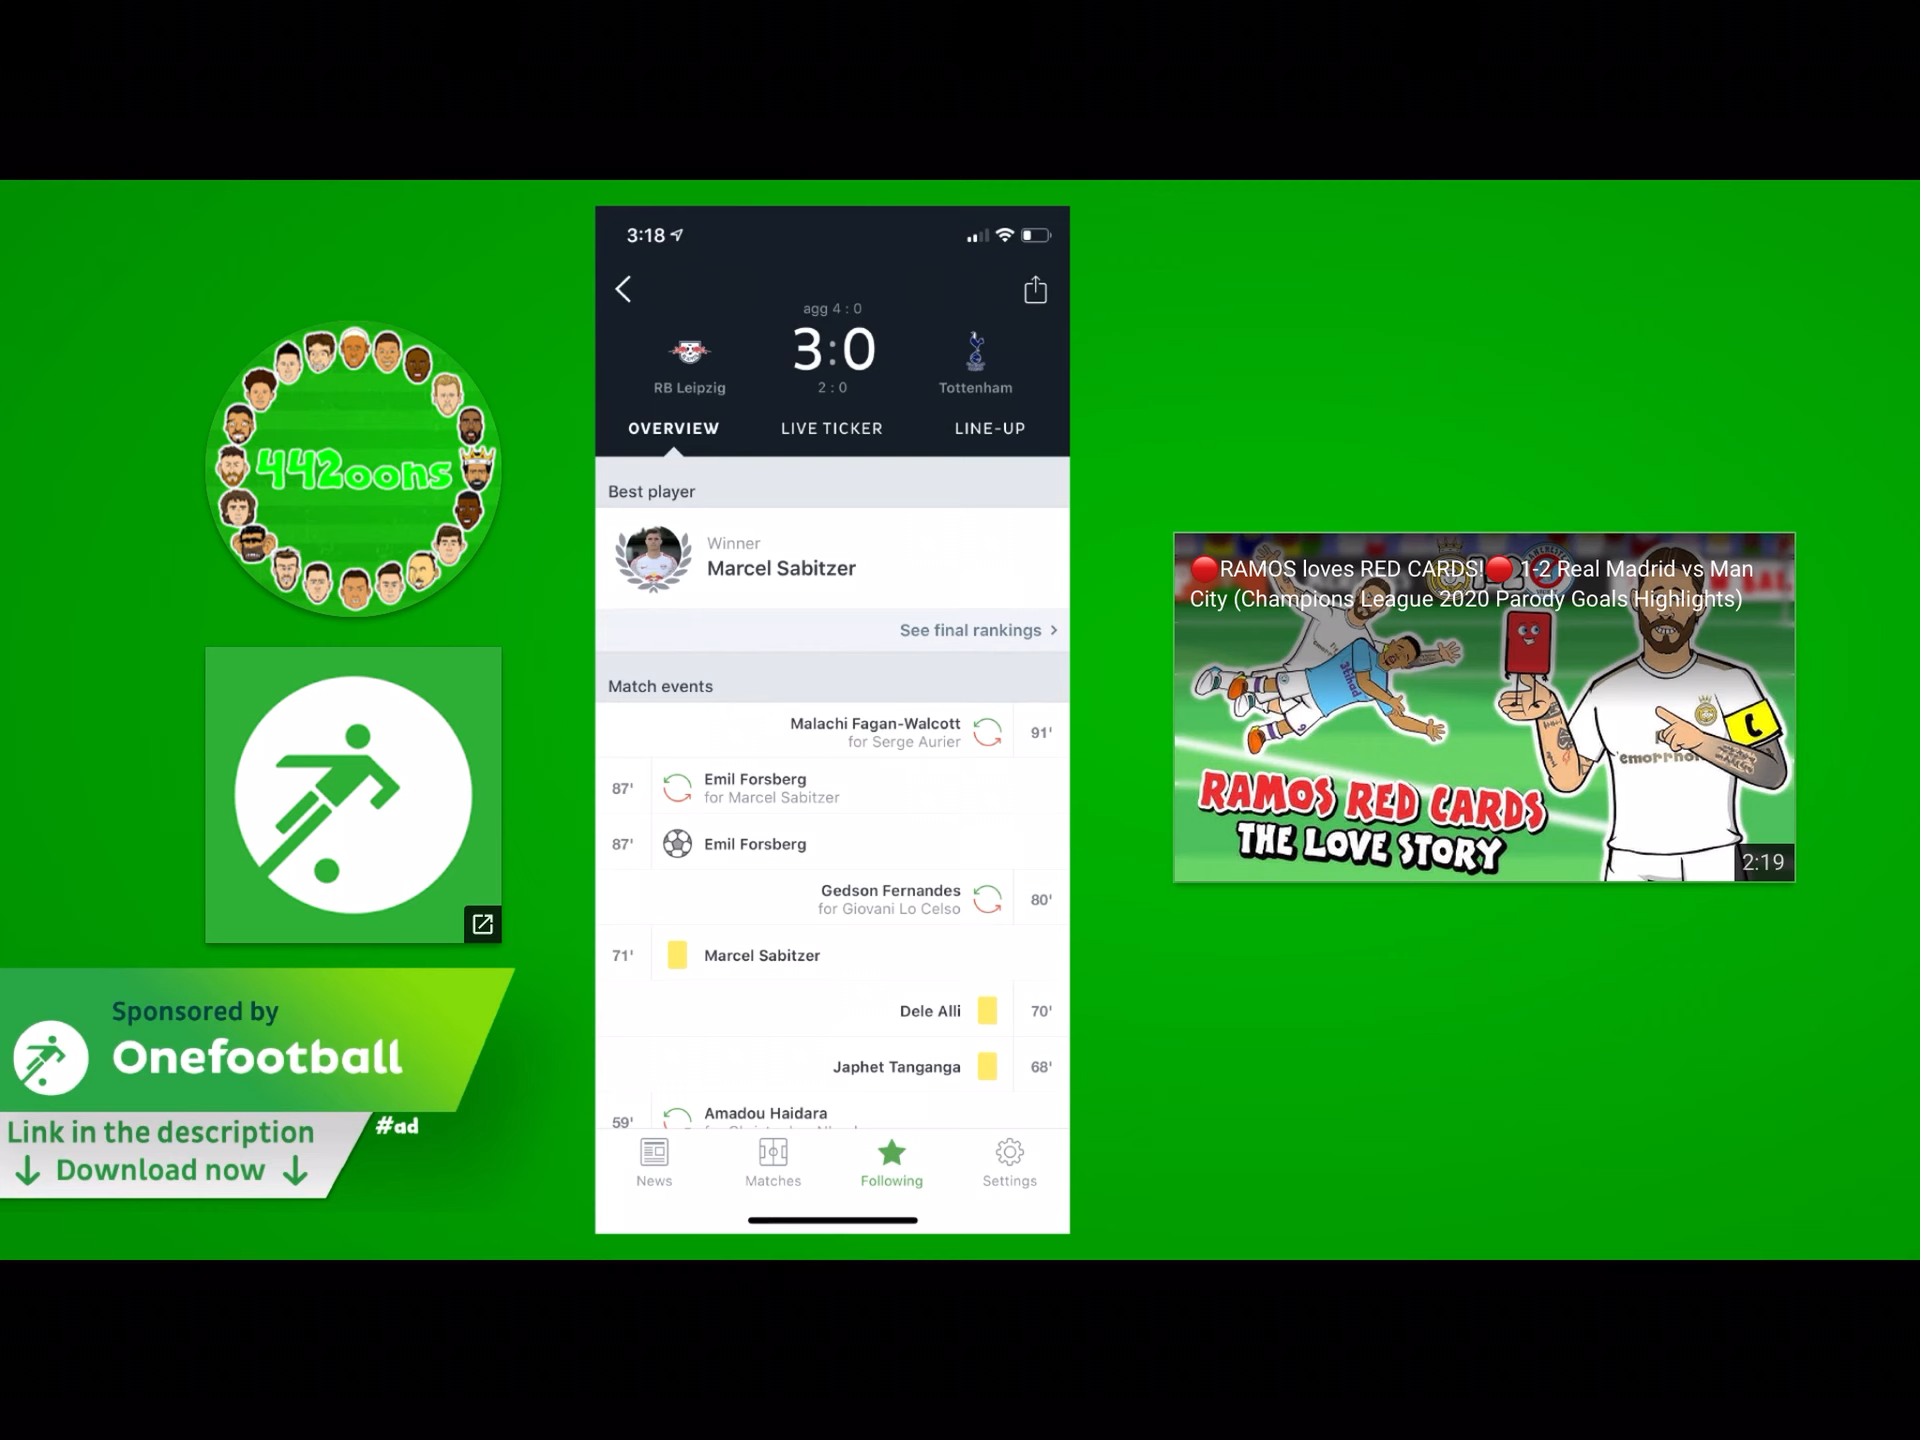 442oons
Sponsored by
Onefootball
#ad
Link in the description
↓ Download now ↓
3:18
agg 4 : 0
3:0
2 : 0
RB Leipzig
Tottenham
OVERVIEW LIVE TICKER LINE-UP
Best player
Winner
Marcel Sabitzer
See final rankings >
Match events
Malachi Fagan-Walcott
for Serge Aurier
91'
87'
Emil Forsberg
for Marcel Sabitzer
87' Emil Forsberg
Gedson Fernandes
for Giovani Lo Celso
80'
71' Marcel Sabitzer
Dele Alli 70'
Japhet Tanganga 68'
59'
Amadou Haidara
News Matches Following Settings
🔴RAMOS loves RED CARDS!🔴 1-2 Real Madrid vs Man
City (Champions League 2020 Parody Goals Highlights)
RAMOS RED CARDS
THE LOVE STORY
2:19